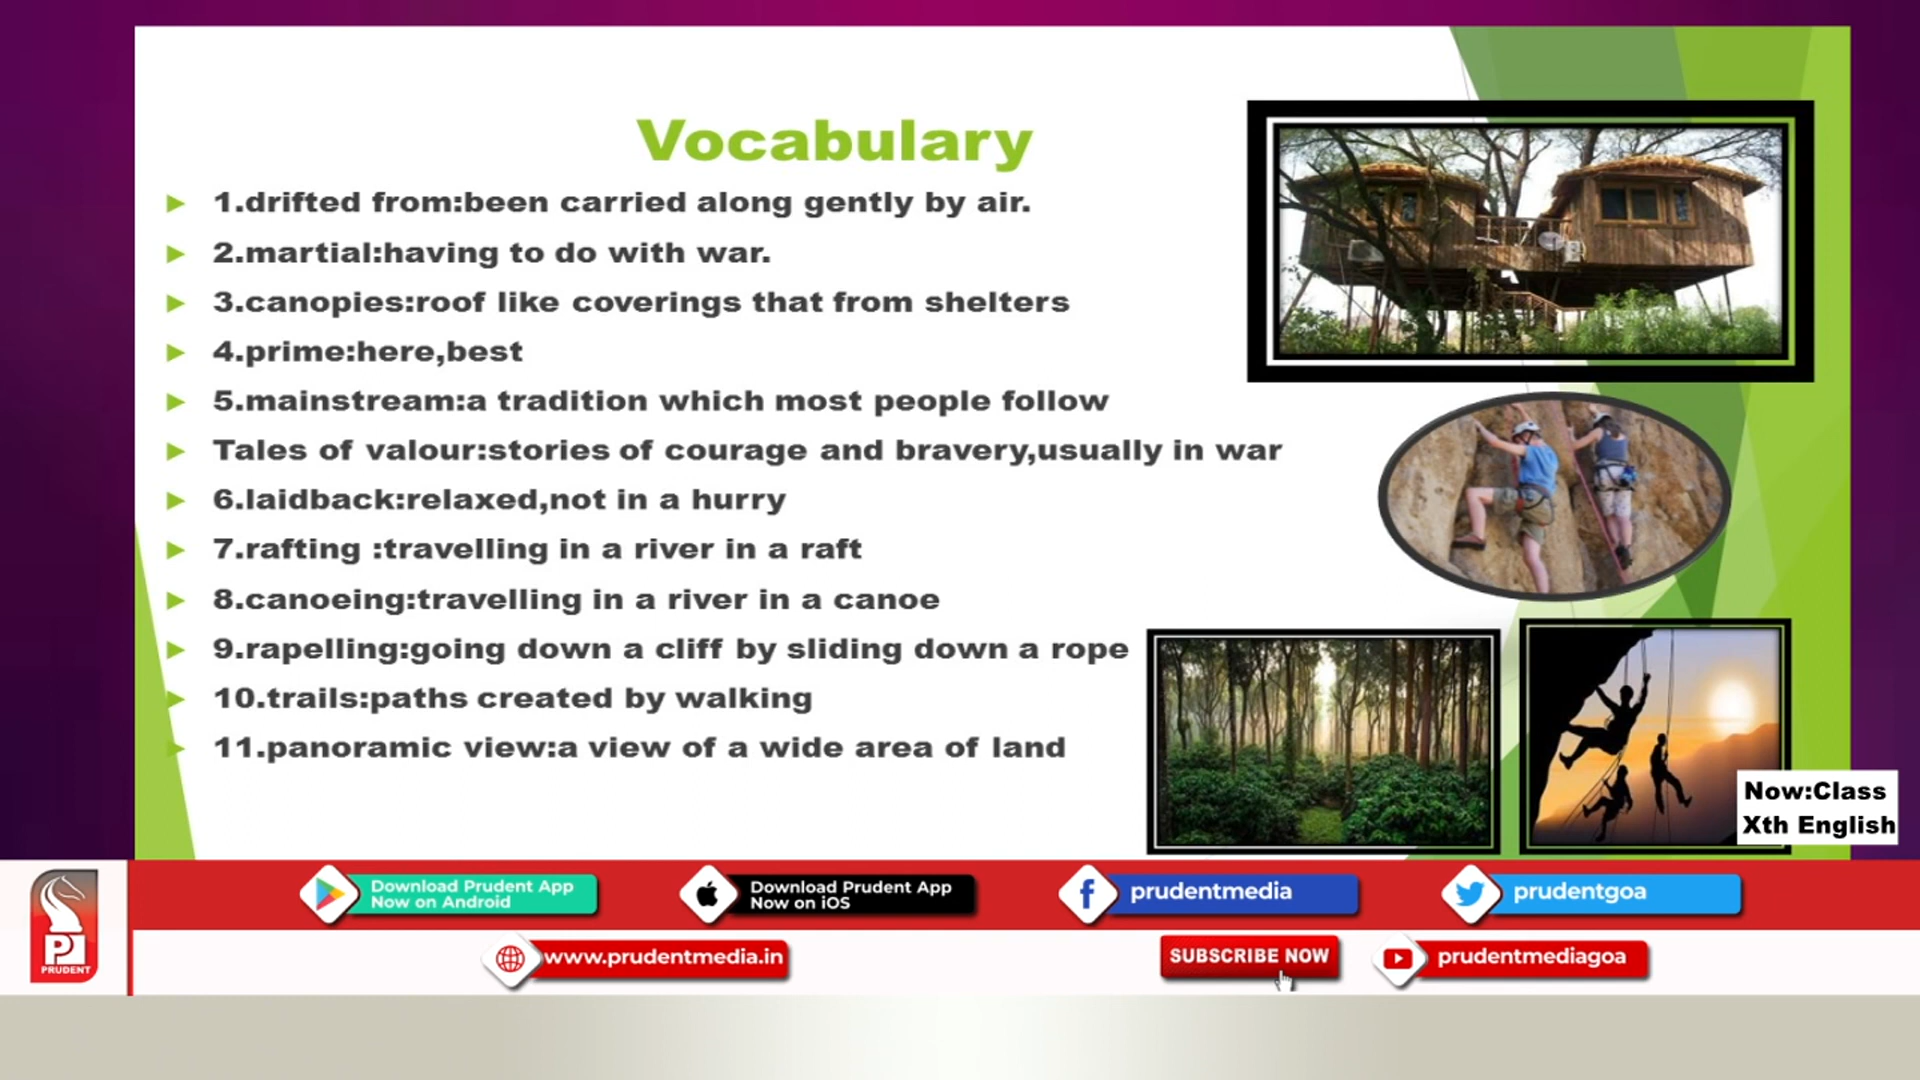 Vocabulary
1.drifted from:been carried along gently by air.
2.martial:having to do with war.
3.canopies:roof like coverings that from shelters
4.prime:here,best
5.mainstream:a tradition which most people follow
Tales of valour:stories of courage and bravery,usually in war
6.laidback:relaxed,not in a hurry
7.rafting :travelling in a river in a raft
8.canoeing:travelling in a river in a canoe
9.rapelling:going down a cliff by sliding down a rope
10.trails:paths created by walking
11.panoramic view:a view of a wide area of land
Now:Class
Xth English
PRUDENT
Download Prudent App
Now on Android
Download Prudent App
Now on iOS
prudentmedia
prudentgoa
www.prudentmedia.in
SUBSCRIBE NOW
prudentmediagoa